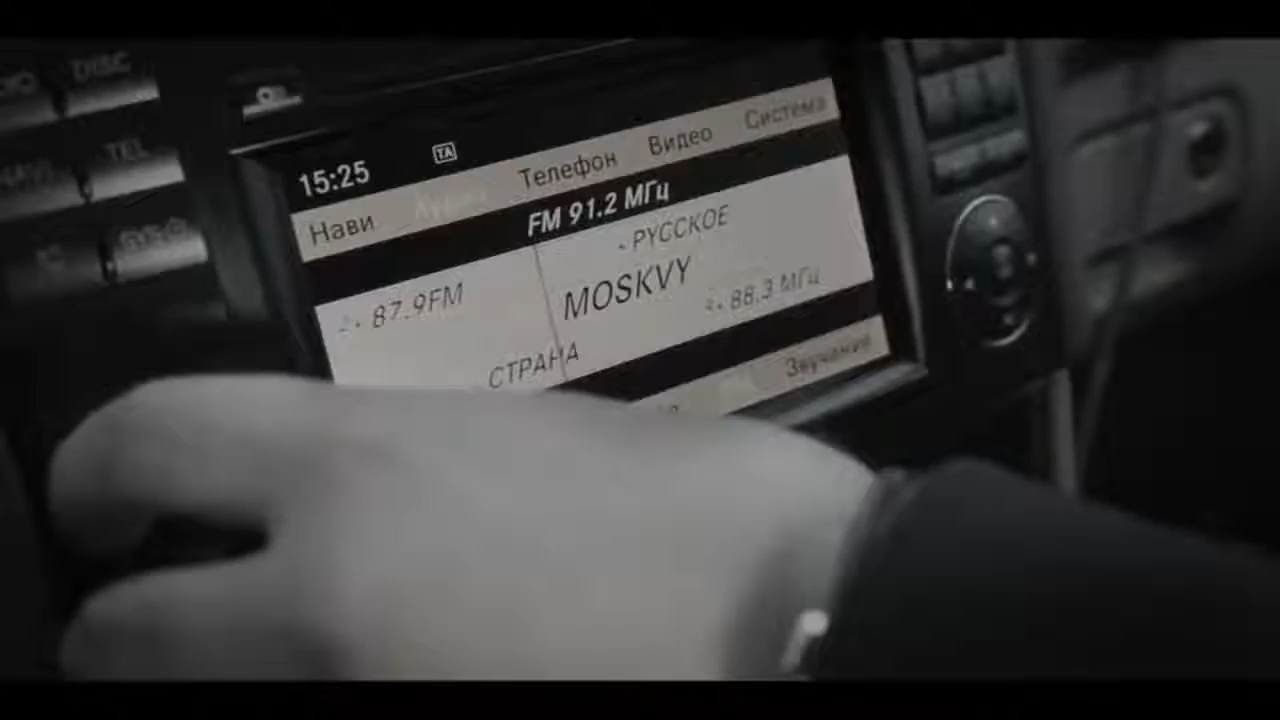 DISC
TEL
15:25 TA
Нави Аудио Телефон Видео Система
FM 91.2 МГц
- РУССКОЕ
87.9FM MOSKVY
88.3 МГц
СТРАНА
Звучание